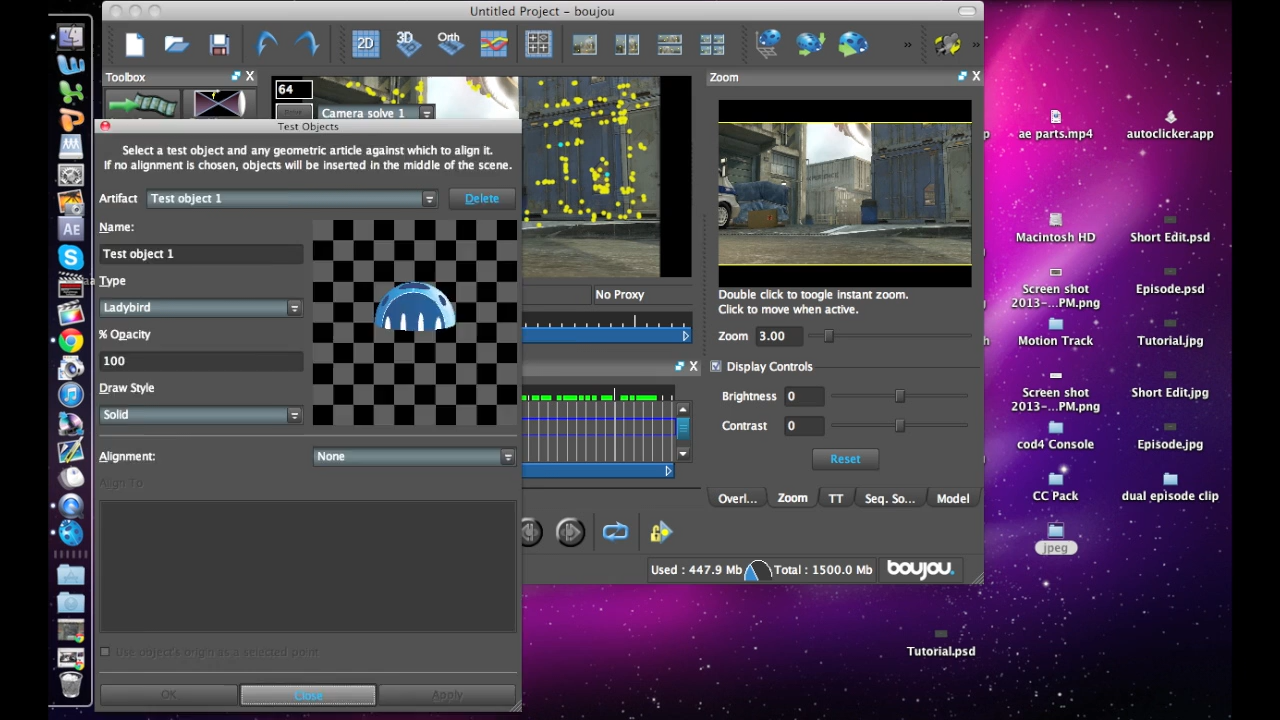 Untitled Project - boujou
2D
3D
Orth
»
»
Toolbox
64
Camera solve 1
Zoom
Test Objects
Select a test object and any geometric article against which to align it.
If no alignment is chosen, objects will be inserted in the middle of the scene.
Artifact
Test object 1
Delete
Name:
Test object 1
Type
Ladybird
% Opacity
100
Draw Style
Solid
Alignment:
None
Align To
Use object's origin as a selected point
OK
Close
Apply
No Proxy
Double click to toogle instant zoom.
Click to move when active.
Zoom
3.00
Display Controls
Brightness
0
Contrast
0
Reset
Overl...
Zoom
TT
Seq. So...
Model
Used : 447.9 Mb
Total : 1500.0 Mb
boujou.
AE
ae parts.mp4
autoclicker.app
Macintosh HD
Short Edit.psd
Screen shot
2013-...PM.png
Episode.psd
Motion Track
Tutorial.jpg
Screen shot
2013-...PM.png
Short Edit.jpg
cod4 Console
Episode.jpg
CC Pack
dual episode clip
jpeg
Tutorial.psd